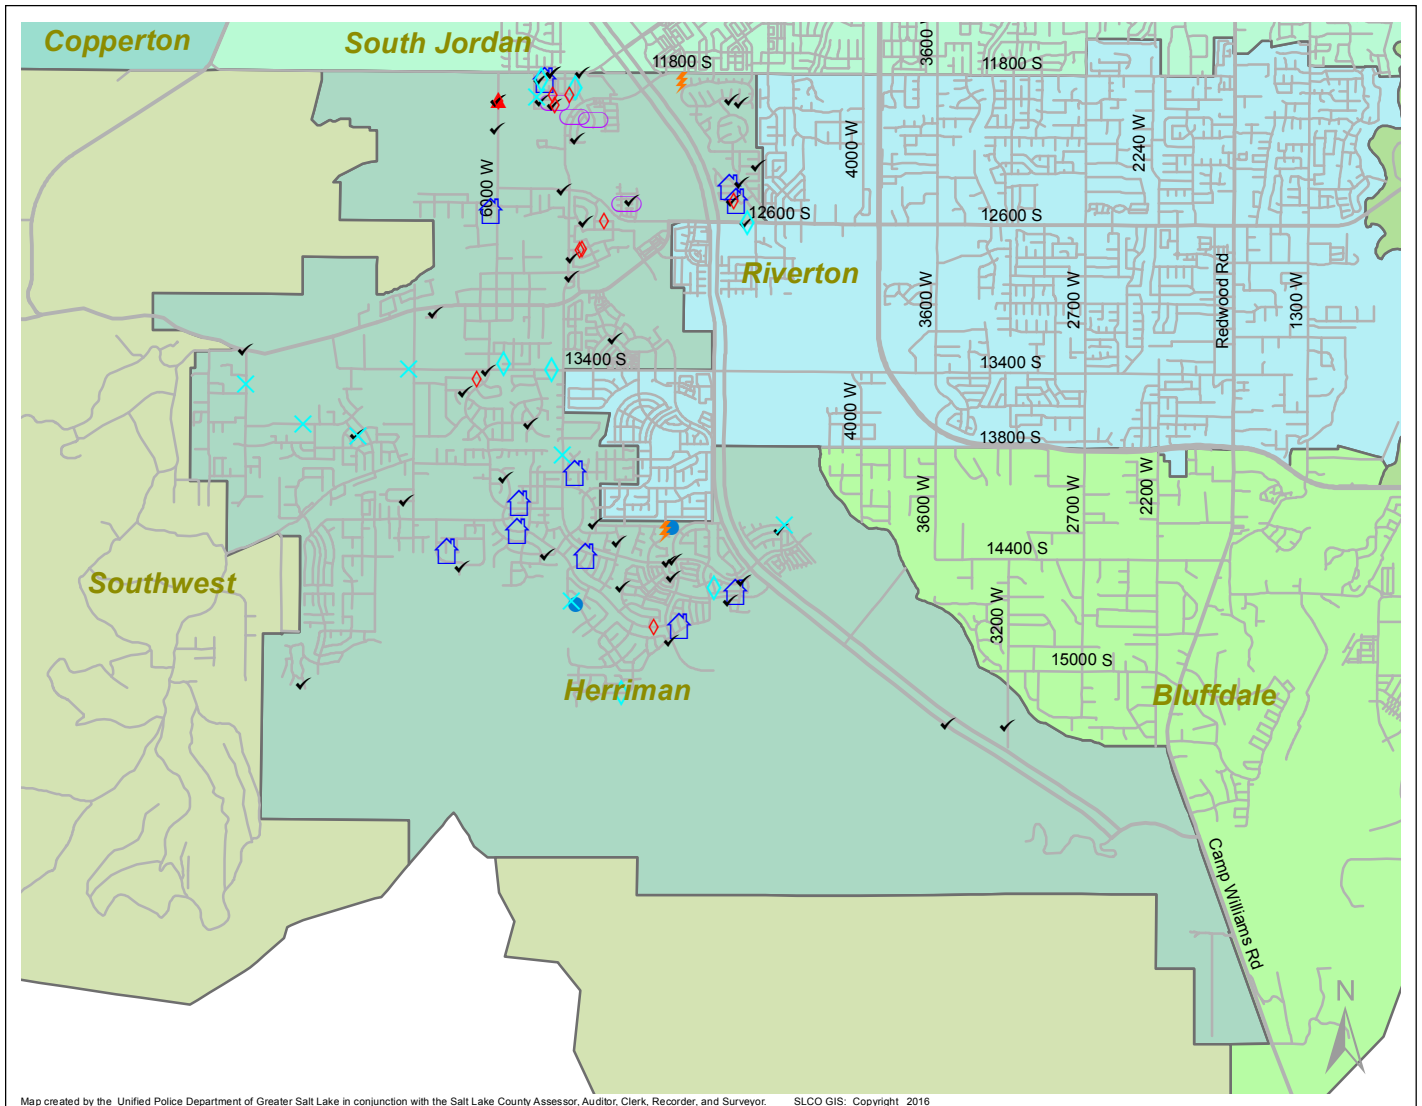 Copperton
South Jordan
3600
11800 S
11800 S
4000 W
2240 W
6000 W
12600 S
12600 S
Riverton
3600 W
2700 W
Redwood Rd
1300 W
13400 S
13400 S
4000 W
13800 S
3600 W
2700 W
2200 W
14400 S
Southwest
3200 W
15000 S
Herriman
Bluffdale
Camp Williams Rd
N
Map created by the Unified Police Department of Greater Salt Lake in conjunction with the Salt Lake County Assessor, Auditor, Clerk, Recorder, and Surveyor. SLCO GIS: Copyright 2016